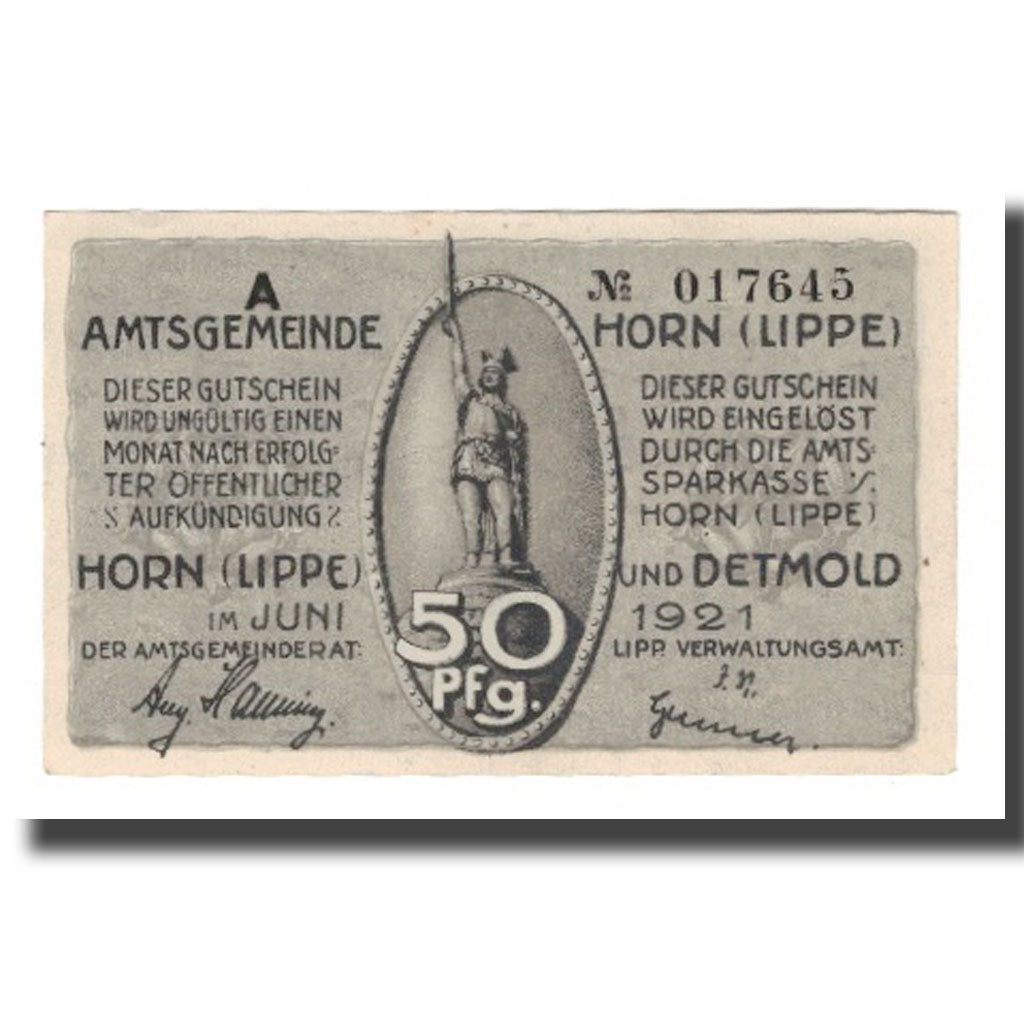 A
AMTSGEMEINDE
DIESER GUTSCHEIN
WIRD UNGÜLTIG EINEN
MONAT NACH ERFOLG=
TER ÖFFENTLICHER
AUFKÜNDIGUNG
HORN (LIPPE)
IM JUNI
DER AMTSGEMEINDERAT:
50
Pfg.
№ 017645
HORN (LIPPE)
DIESER GUTSCHEIN
WIRD EINGELÖST
DURCH DIE AMTS=
SPARKASSE
HORN (LIPPE)
UND DETMOLD
1921
LIPP. VERWALTUNGSAMT: